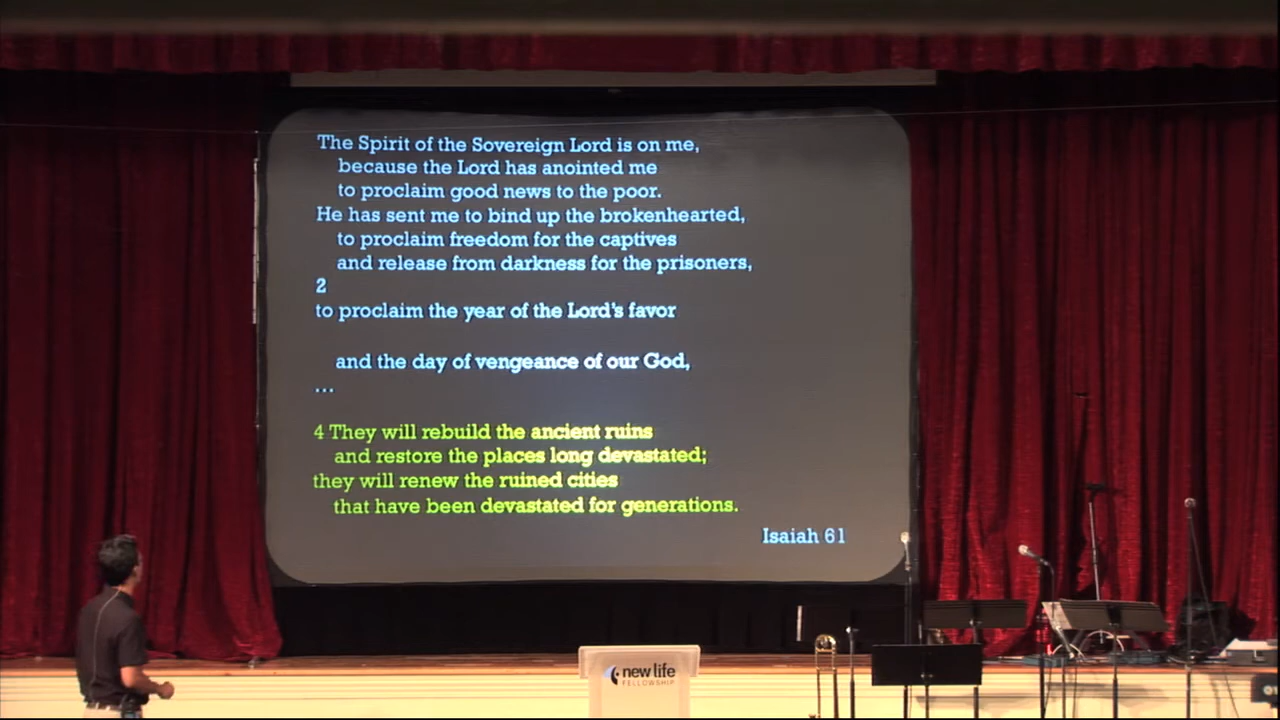 The Spirit of the Sovereign Lord is on me,
because the Lord has anointed me
to proclaim good news to the poor.
He has sent me to bind up the brokenhearted,
to proclaim freedom for the captives
and release from darkness for the prisoners,
2
to proclaim the year of the Lord's favor
and the day of vengeance of our God,
...
4 They will rebuild the ancient ruins
and restore the places long devastated;
they will renew the ruined cities
that have been devastated for generations.
Isaiah 61
new life
FELLOWSHIP